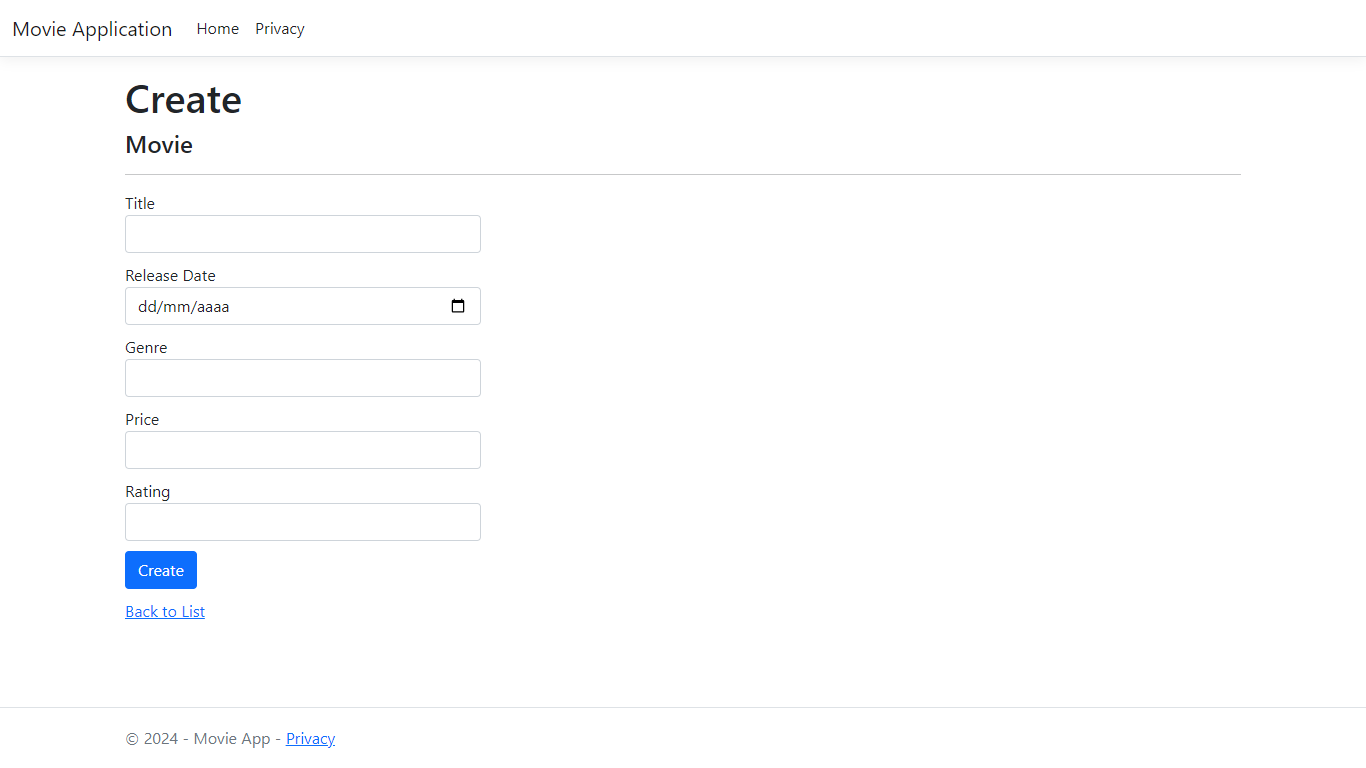 Movie Application Home Privacy
Create
Movie
Title
Release Date
dd/mm/aaaa
Genre
Price
Rating
Create
Back to List
© 2024 - Movie App - Privacy